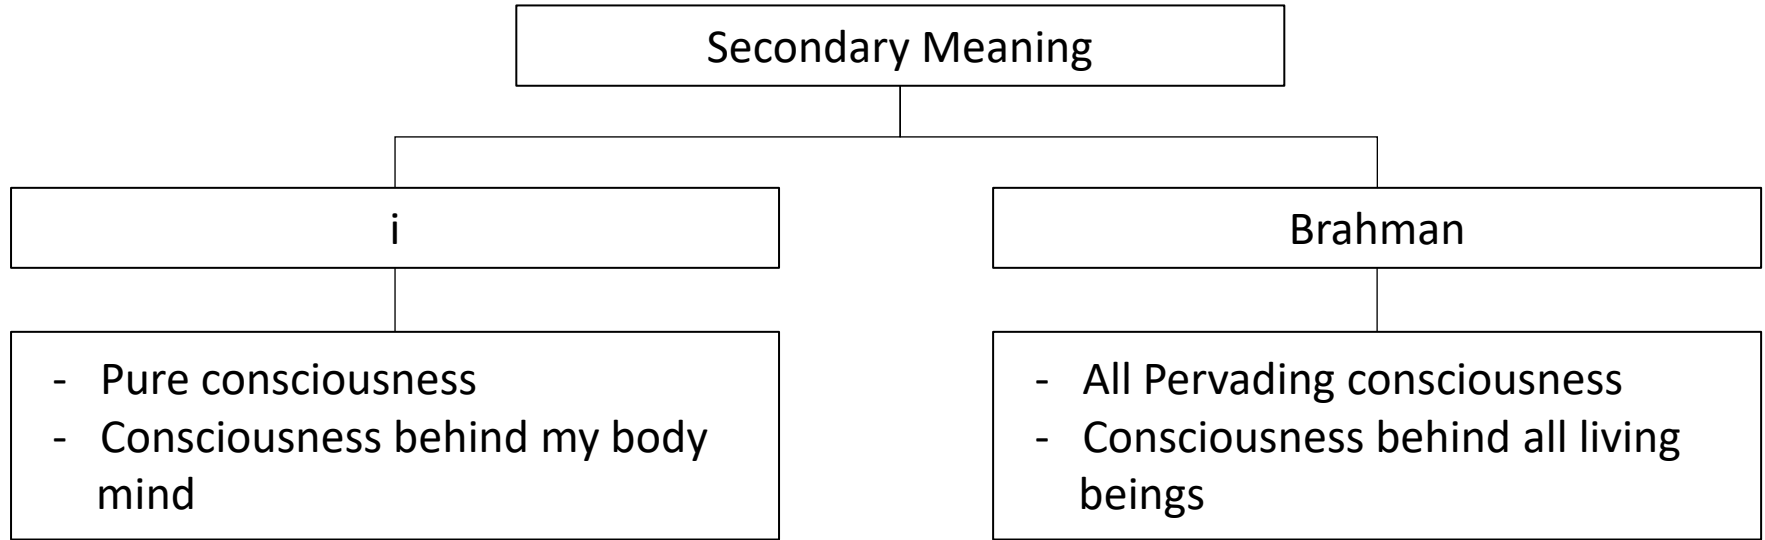 Secondary Meaning
i
Brahman
- Pure consciousness
- Consciousness behind my body
mind
- All Pervading consciousness
- Consciousness behind all living
beings